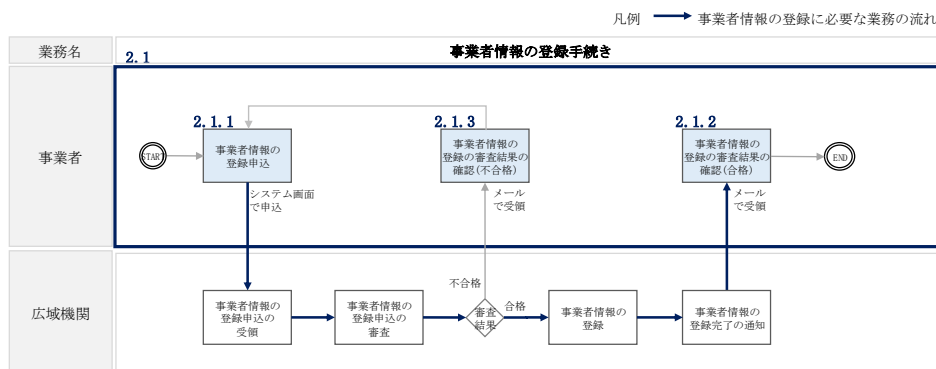 凡例 事業者情報の登録に必要な業務の流れ
業務名
2.1
事業者情報の登録手続き
事業者
START
2.1.1
事業者情報の
登録申込
システム画面
で申込
2.1.3
事業者情報の
登録の審査結果の
確認(不合格)
メール
で受領
2.1.2
事業者情報の
登録の審査結果の
確認(合格)
メール
で受領
END
広域機関
事業者情報の
登録申込の
受領
事業者情報の
登録申込の
審査
不合格
審査
結果
合格
事業者情報の
登録
事業者情報の
登録完了の通知